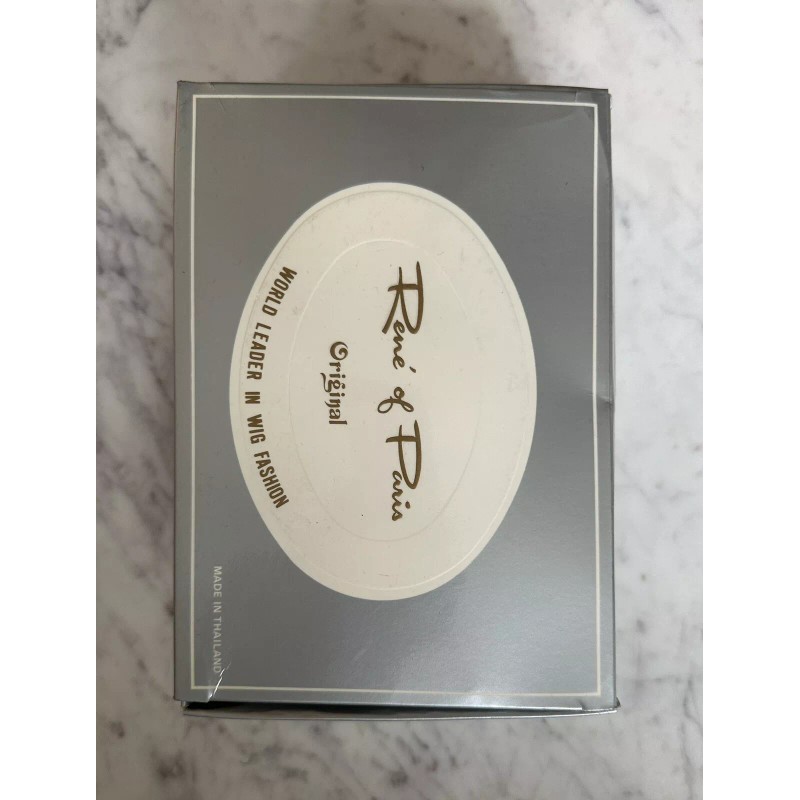 René of Paris
Original
WORLD LEADER IN WIG FASHION
MADE IN THAILAND